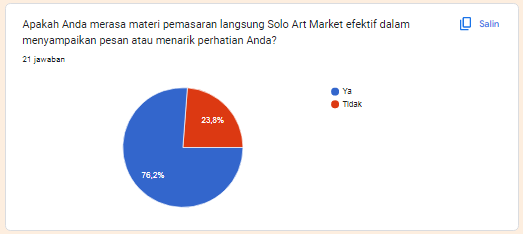 Apakah Anda merasa materi pemasaran langsung Solo Art Market efektif dalam
menyampaikan pesan atau menarik perhatian Anda?
Salin
21 jawaban
Ya
Tidak
23,8%
76,2%